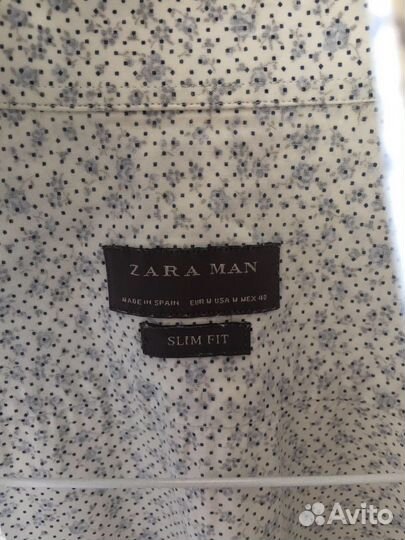 ZARA MAN
MADE IN SPAIN EUR M USA M MEX 40
SLIM FIT
Avito